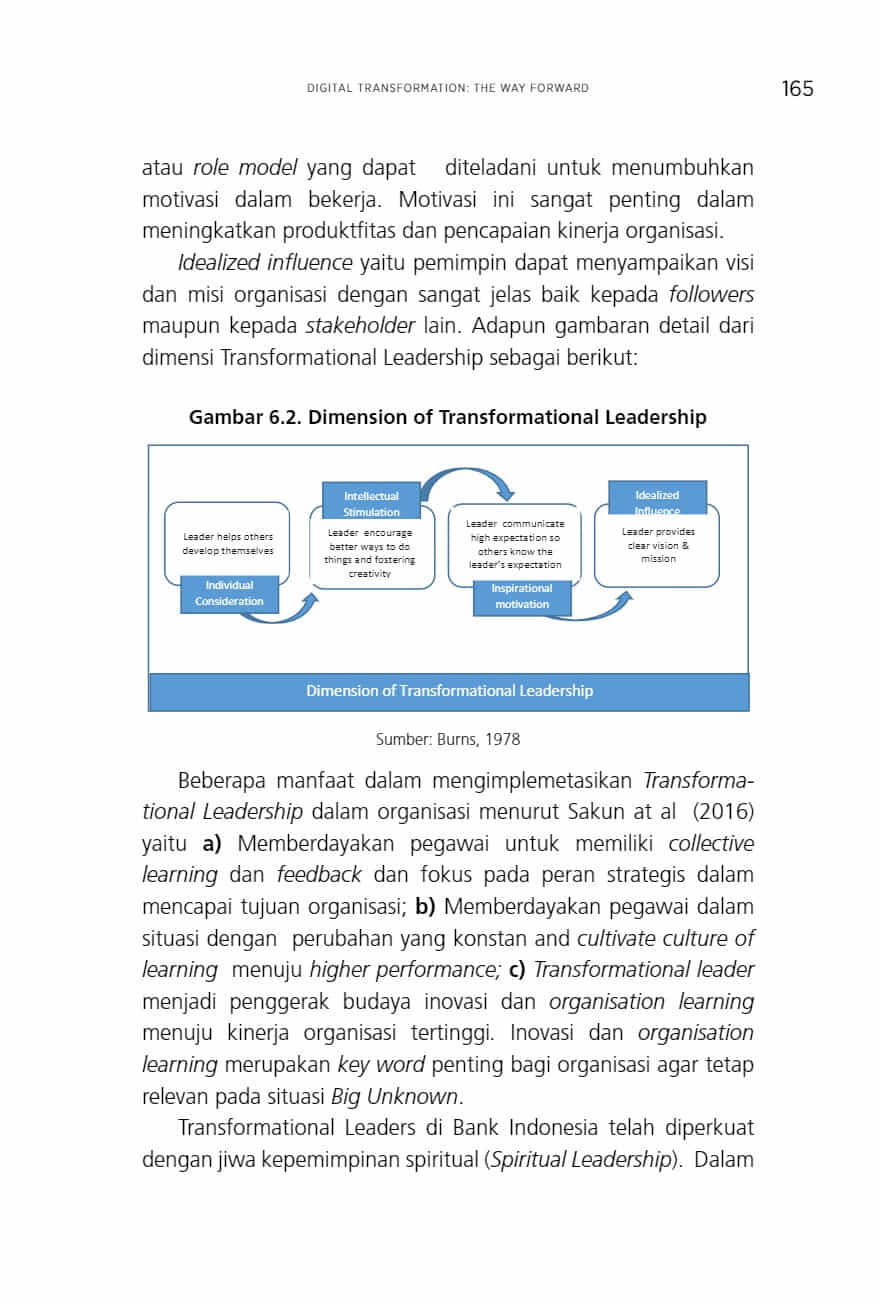 DIGITAL TRANSFORMATION: THE WAY FORWARD 165
atau role model yang dapat diteladani untuk menumbuhkan
motivasi dalam bekerja. Motivasi ini sangat penting dalam
meningkatkan produktfitas dan pencapaian kinerja organisasi.
Idealized influence yaitu pemimpin dapat menyampaikan visi
dan misi organisasi dengan sangat jelas baik kepada followers
maupun kepada stakeholder lain. Adapun gambaran detail dari
dimensi Transformational Leadership sebagai berikut:
Gambar 6.2. Dimension of Transformational Leadership
Leader helps others
develop themselves
Individual
Consideration
Intellectual
Stimulation
Leader encourage
better ways to do
things and fostering
creativity
Leader communicate
high expectation so
others know the
leader's expectation
Inspirational
motivation
Idealized
Influence
Leader provides
clear vision &
mission
Dimension of Transformational Leadership
Sumber: Burns, 1978
Beberapa manfaat dalam mengimplemetasikan Transforma-
tional Leadership dalam organisasi menurut Sakun at al (2016)
yaitu a) Memberdayakan pegawai untuk memiliki collective
learning dan feedback dan fokus pada peran strategis dalam
mencapai tujuan organisasi; b) Memberdayakan pegawai dalam
situasi dengan perubahan yang konstan and cultivate culture of
learning menuju higher performance; c) Transformational leader
menjadi penggerak budaya inovasi dan organisation learning
menuju kinerja organisasi tertinggi. Inovasi dan organisation
learning merupakan key word penting bagi organisasi agar tetap
relevan pada situasi Big Unknown.
Transformational Leaders di Bank Indonesia telah diperkuat
dengan jiwa kepemimpinan spiritual (Spiritual Leadership). Dalam